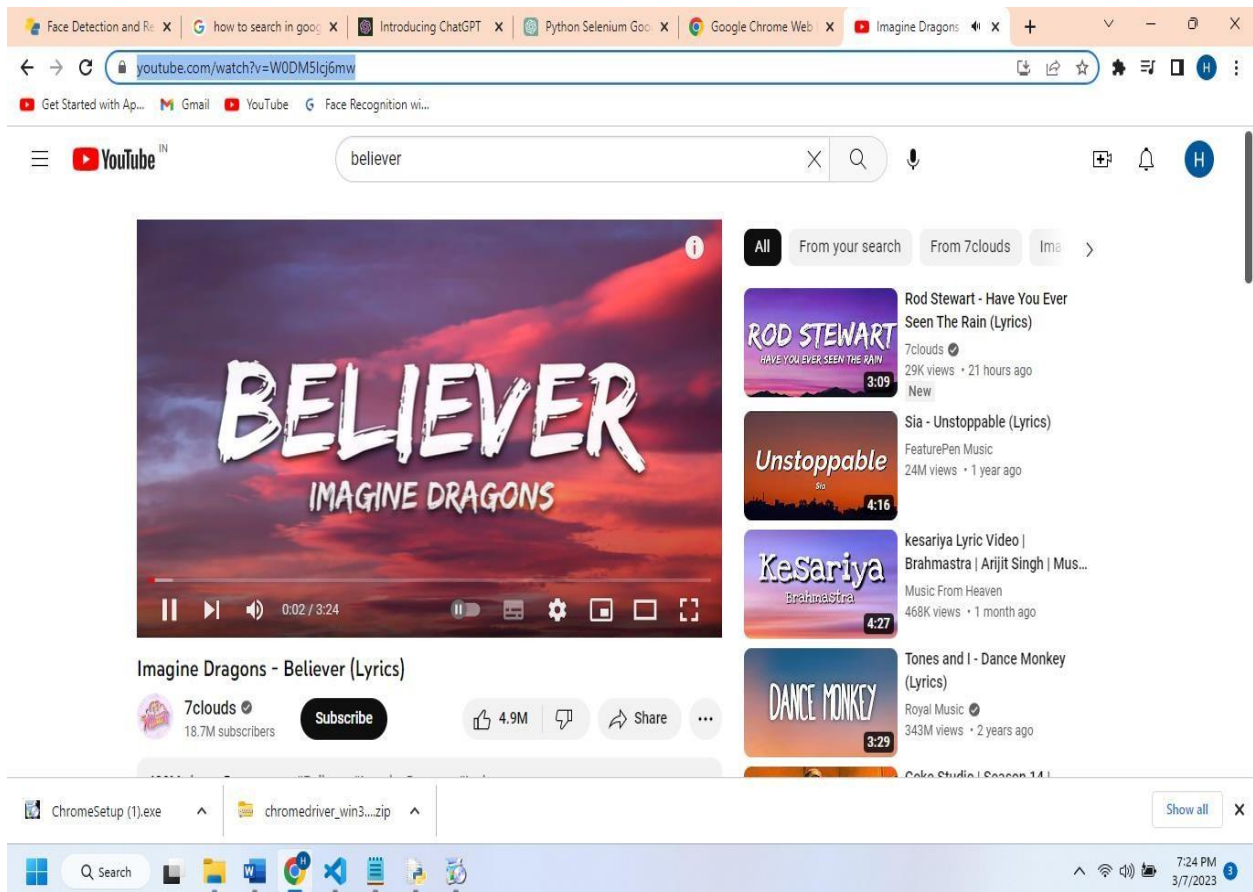 Face Detection and Re
how to search in goog
Introducing ChatGPT
Python Selenium Goo
Google Chrome Web
Imagine Dragons
youtube.com/watch?v=W0DM5lcj6mw
Get Started with Ap...
Gmail
YouTube
Face Recognition wi...
YouTube IN
believer
H
BELIEVER
IMAGINE DRAGONS
0:02 / 3:24
Imagine Dragons - Believer (Lyrics)
7clouds
18.7M subscribers
Subscribe
4.9M
Share
All
From your search
From 7clouds
Ima
ROD STEWART
HAVE YOU EVER SEEN THE RAIN
3:09
Rod Stewart - Have You Ever
Seen The Rain (Lyrics)
7clouds
29K views • 21 hours ago
New
Unstoppable
Sia
4:16
Sia - Unstoppable (Lyrics)
FeaturePen Music
24M views • 1 year ago
Kesariya
Brahmastra
4:27
kesariya Lyric Video |
Brahmastra | Arijit Singh | Mus...
Music From Heaven
468K views • 1 month ago
DANCE MONKEY
3:29
Tones and I - Dance Monkey
(Lyrics)
Royal Music
343M views • 2 years ago
Coke Studio | Season 14 |
ChromeSetup (1).exe
chromedriver_win3....zip
Show all
Search
7:24 PM
3/7/2023
3